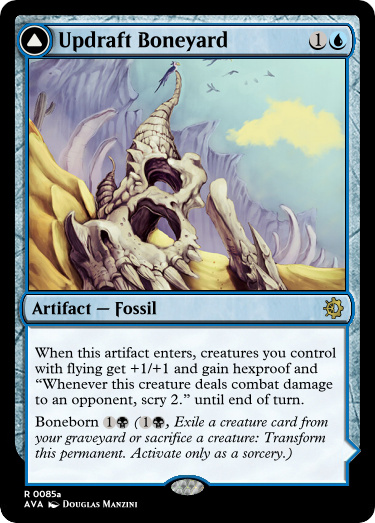 Updraft Boneyard 1
Artifact — Fossil
When this artifact enters, creatures you control
with flying get +1/+1 and gain hexproof and
“Whenever this creature deals combat damage
to an opponent, scry 2.” until end of turn.
Boneborn 1 (1, Exile a creature card from
your graveyard or sacrifice a creature: Transform
this permanent. Activate only as a sorcery.)
R 0085a
AVA Douglas Manzini